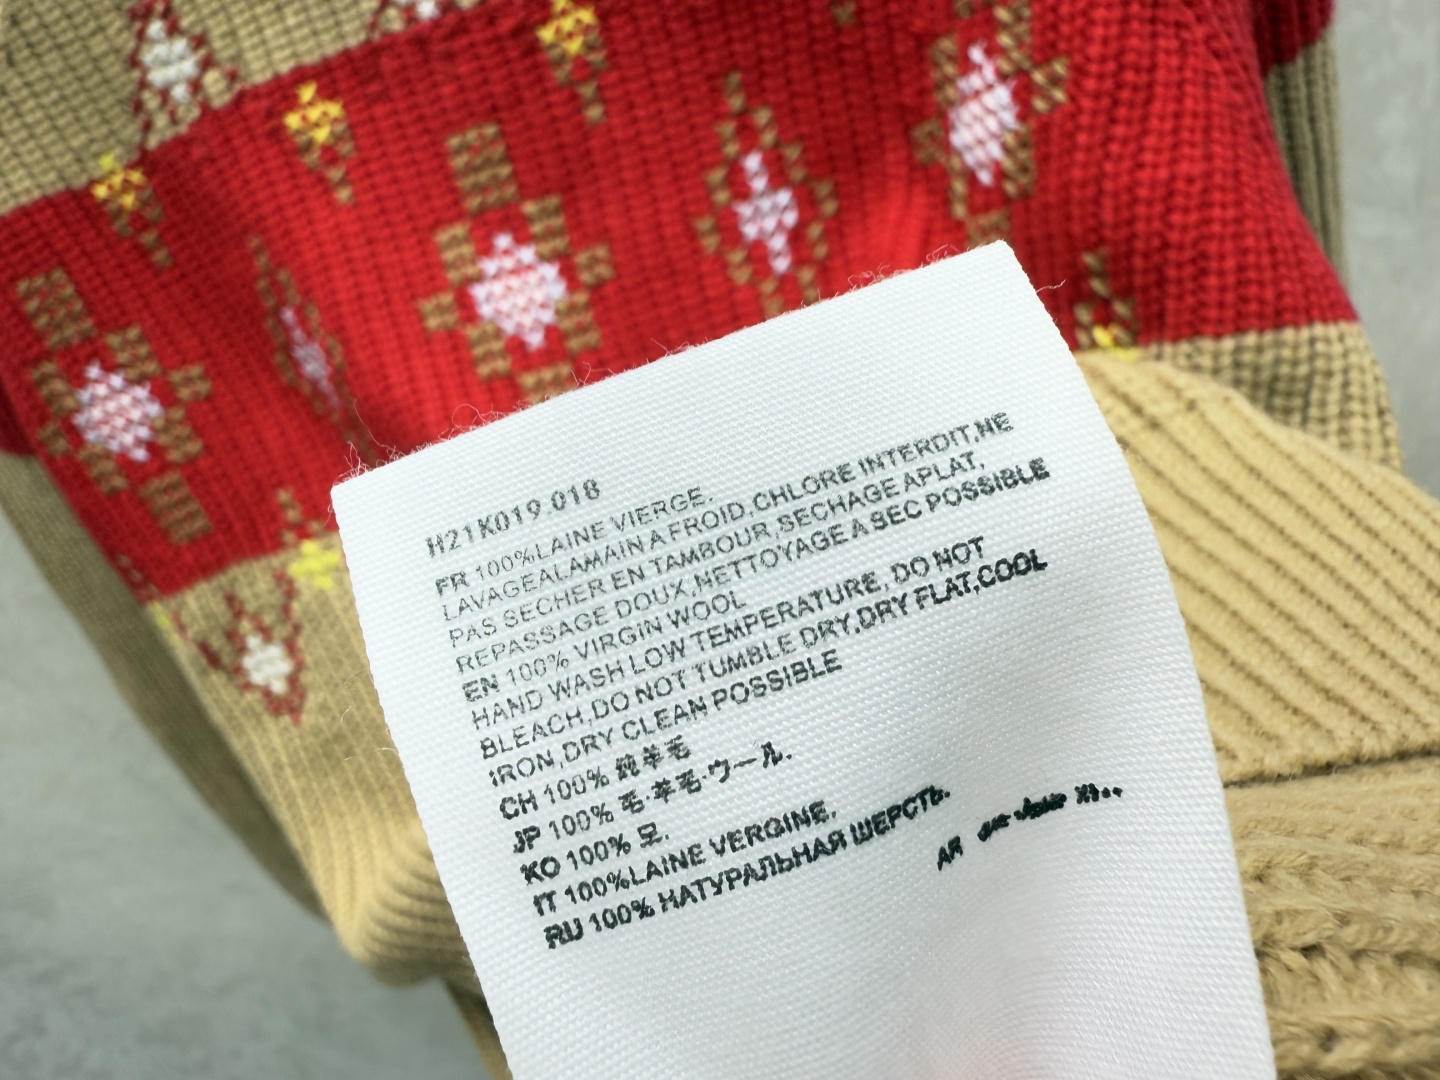 H21K019 018
FR 100%LAINE VIERGE.
LAVAGEALAMAIN A FROID,CHLORE INTERDIT,NE
PAS SECHER EN TAMBOUR,SECHAGE APLAT,
REPASSAGE DOUX,NETTOYAGE A SEC POSSIBLE
EN 100% VIRGIN WOOL
HAND WASH LOW TEMPERATURE, DO NOT
BLEACH,DO NOT TUMBLE DRY,DRY FLAT,COOL
IRON,DRY CLEAN POSSIBLE
CH 100% 纯羊毛
JP 100% 毛·羊毛·ウール.
KO 100% 모.
IT 100%LAINE VERGINE.
RU 100% НАТУРАЛЬНАЯ ШЕРСТЬ.
AR